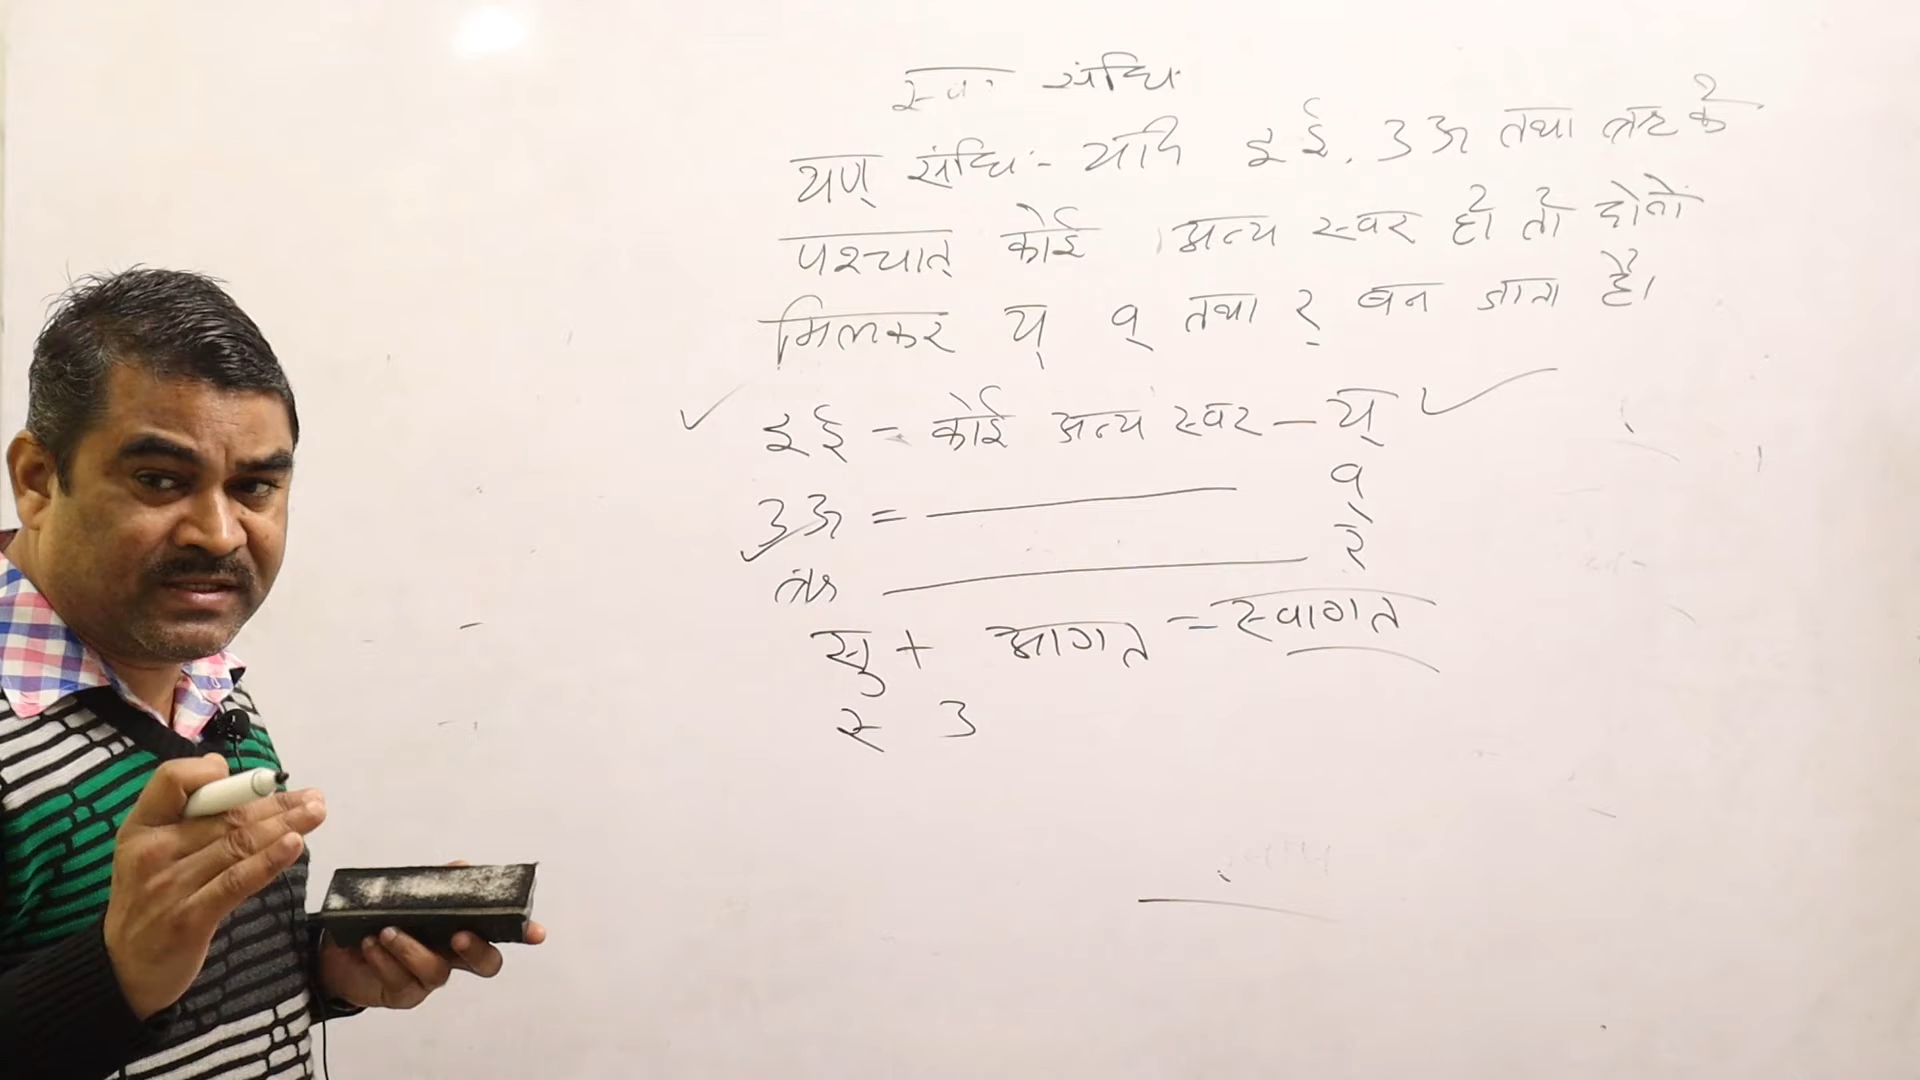 स्वर संधि
यण् संधि:- यदि इ ई, उ ऊ तथा ऋ के
पश्चात् कोई अन्य स्वर हो तो दोनों
मिलकर य् व् तथा र् बन जाता है।
इ ई - कोई अन्य स्वर - य्
उ ऊ = व्
ऋ र्
सु + आगत = स्वागत
स् उ